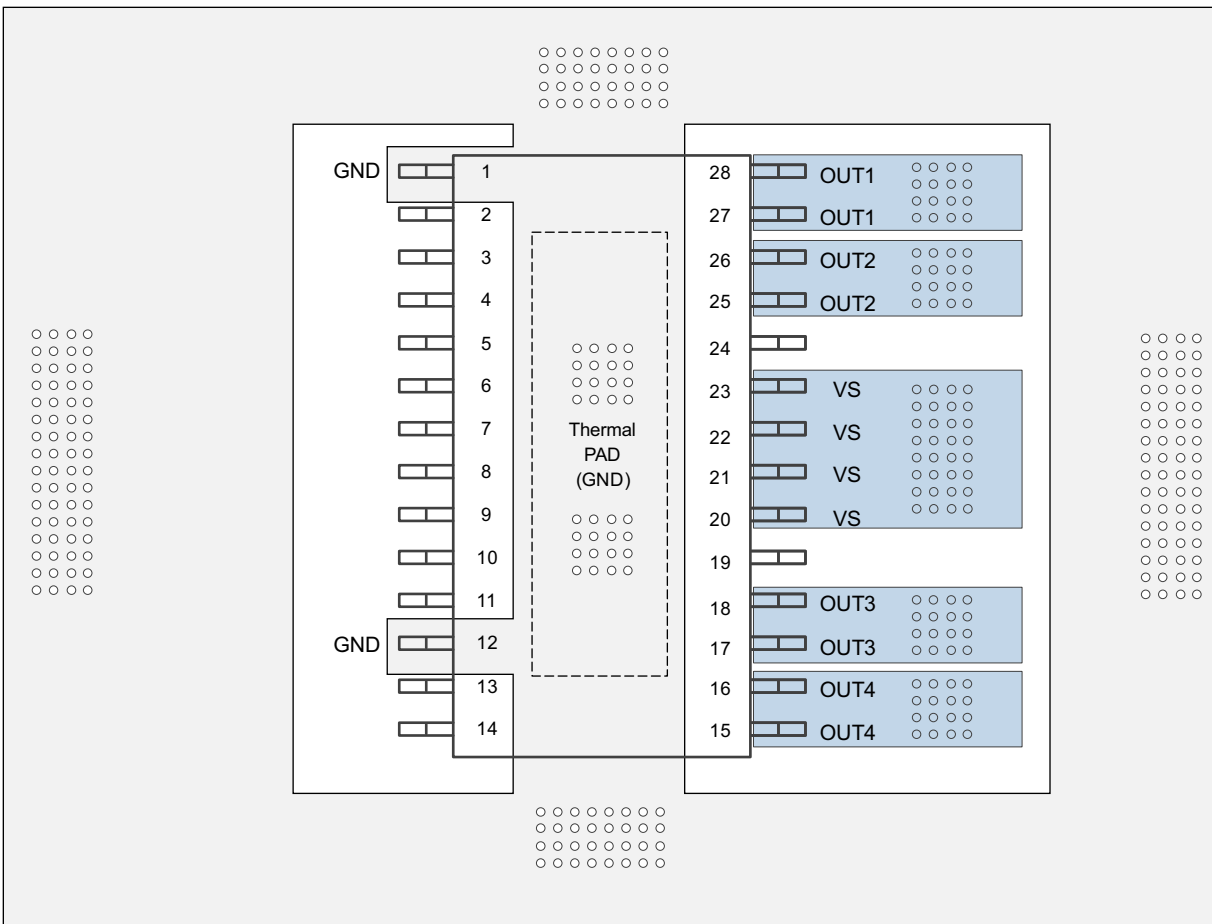 GND 1 28 OUT1
2 27 OUT1
3 26 OUT2
4 25 OUT2
5 24
6 23 VS
7 22 VS
8 21 VS
9 20 VS
10 19
11 18 OUT3
GND 12 17 OUT3
13 16 OUT4
14 15 OUT4
Thermal
PAD
(GND)